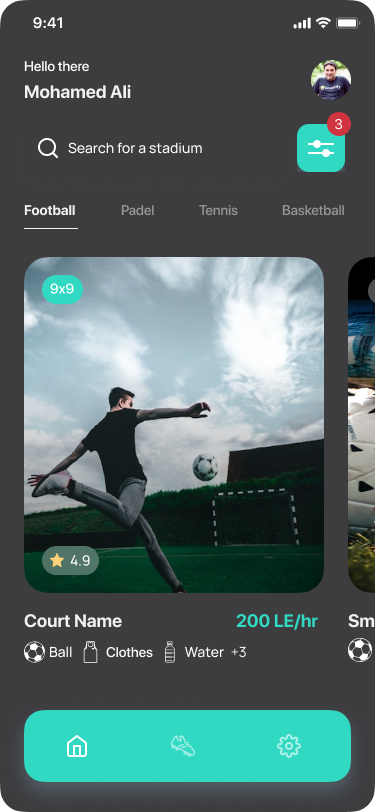 9:41
Hello there
Mohamed Ali
3
Search for a stadium
Football Padel Tennis Basketball
9x9
4.9
Court Name 200 LE/hr Sm
Ball Clothes Water +3